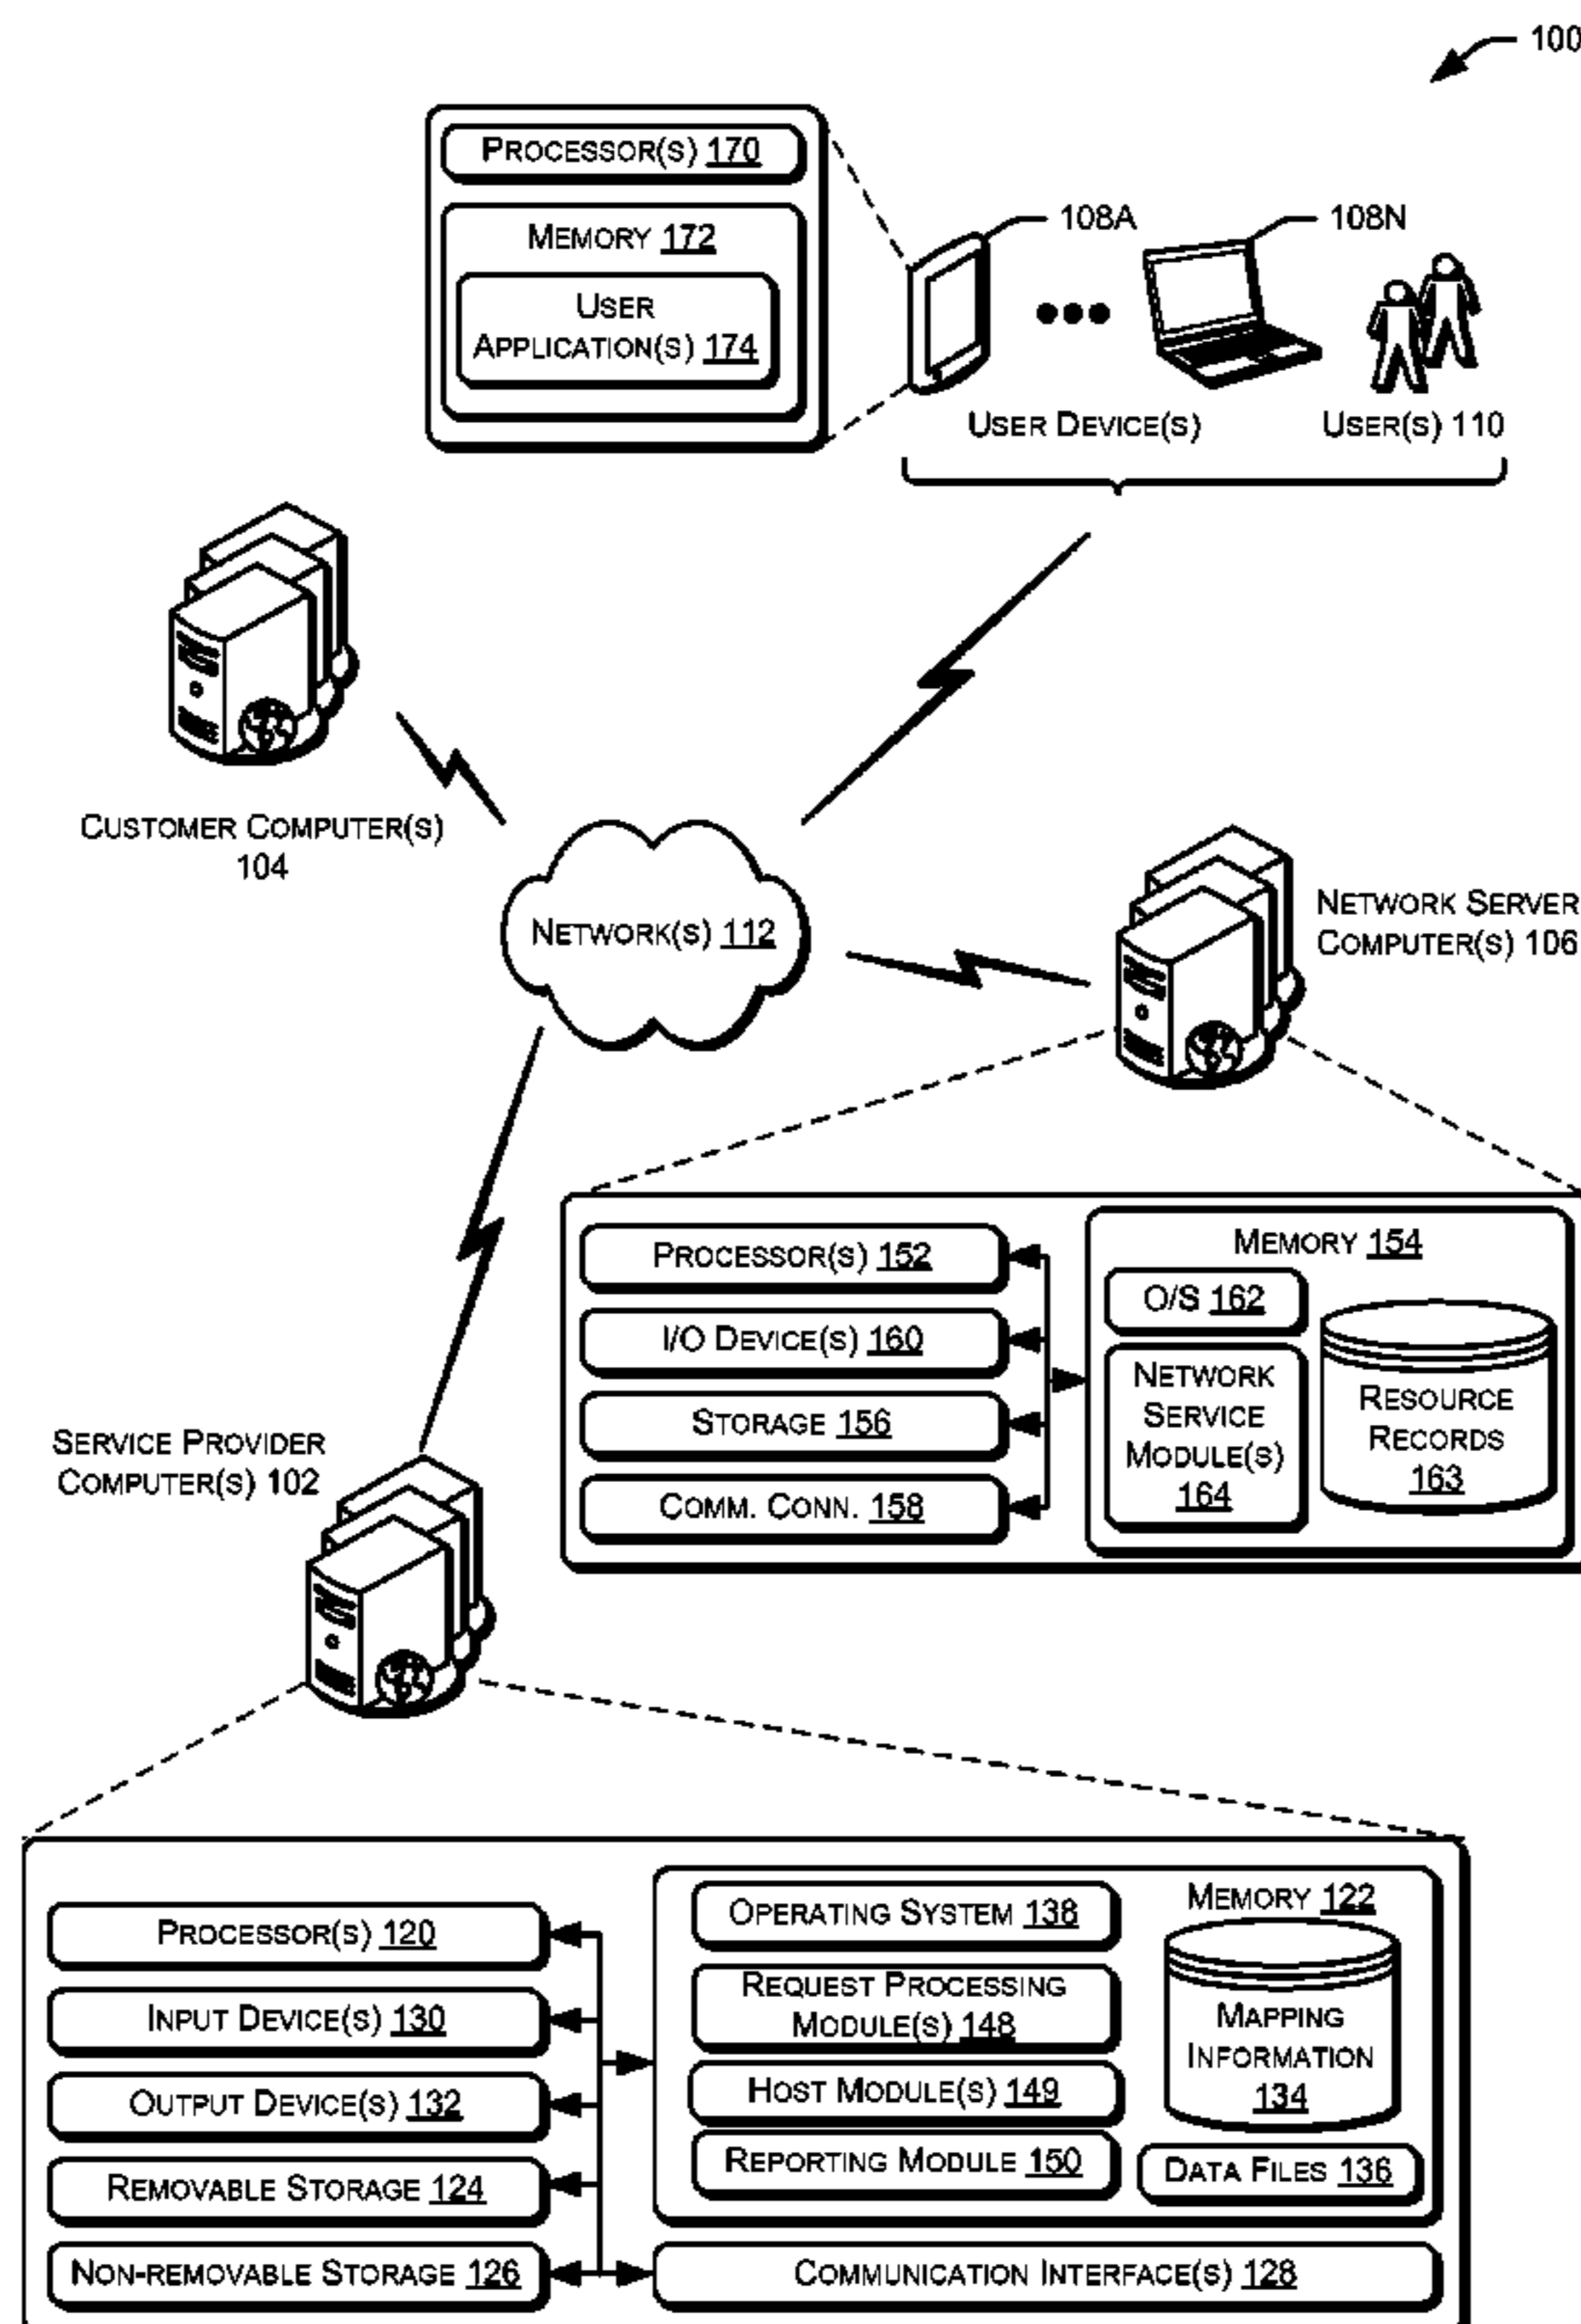 100
PROCESSOR(S) 170
MEMORY 172
USER
APPLICATION(S) 174
108A
108N
USER DEVICE(S)
USER(S) 110
CUSTOMER COMPUTER(S)
104
NETWORK(S) 112
NETWORK SERVER
COMPUTER(S) 106
PROCESSOR(S) 152
I/O DEVICE(S) 160
STORAGE 156
COMM. CONN. 158
MEMORY 154
O/S 162
NETWORK
SERVICE
MODULE(S)
164
RESOURCE
RECORDS
163
SERVICE PROVIDER
COMPUTER(S) 102
PROCESSOR(S) 120
INPUT DEVICE(S) 130
OUTPUT DEVICE(S) 132
REMOVABLE STORAGE 124
NON-REMOVABLE STORAGE 126
OPERATING SYSTEM 138
REQUEST PROCESSING
MODULE(S) 148
HOST MODULE(S) 149
REPORTING MODULE 150
MEMORY 122
MAPPING
INFORMATION
134
DATA FILES 136
COMMUNICATION INTERFACE(S) 128